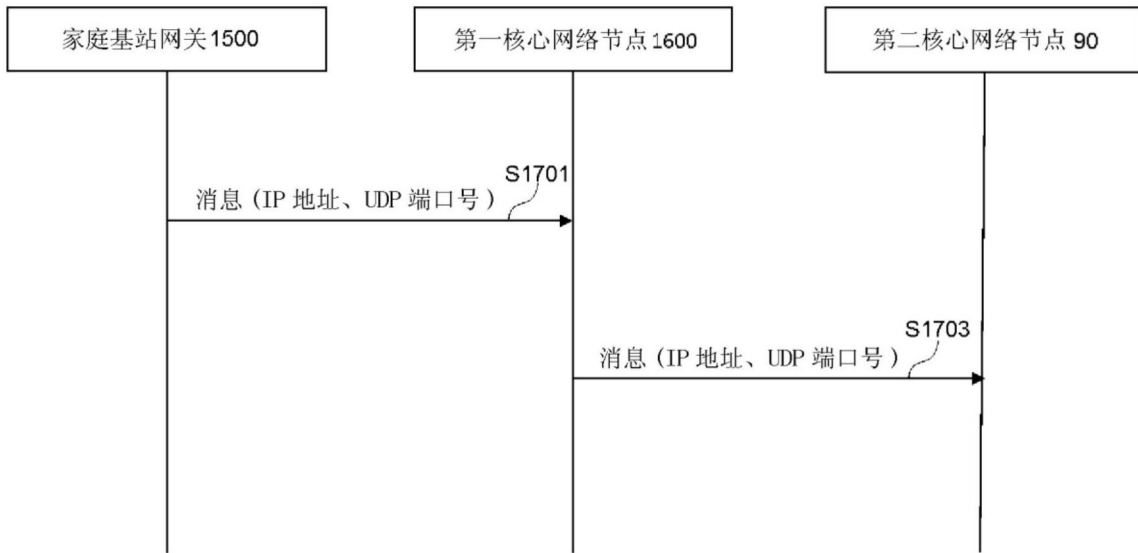 家庭基站网关1500
第一核心网络节点1600
第二核心网络节点90
S1701
消息(IP 地址、UDP 端口号)
S1703
消息(IP 地址、UDP 端口号)